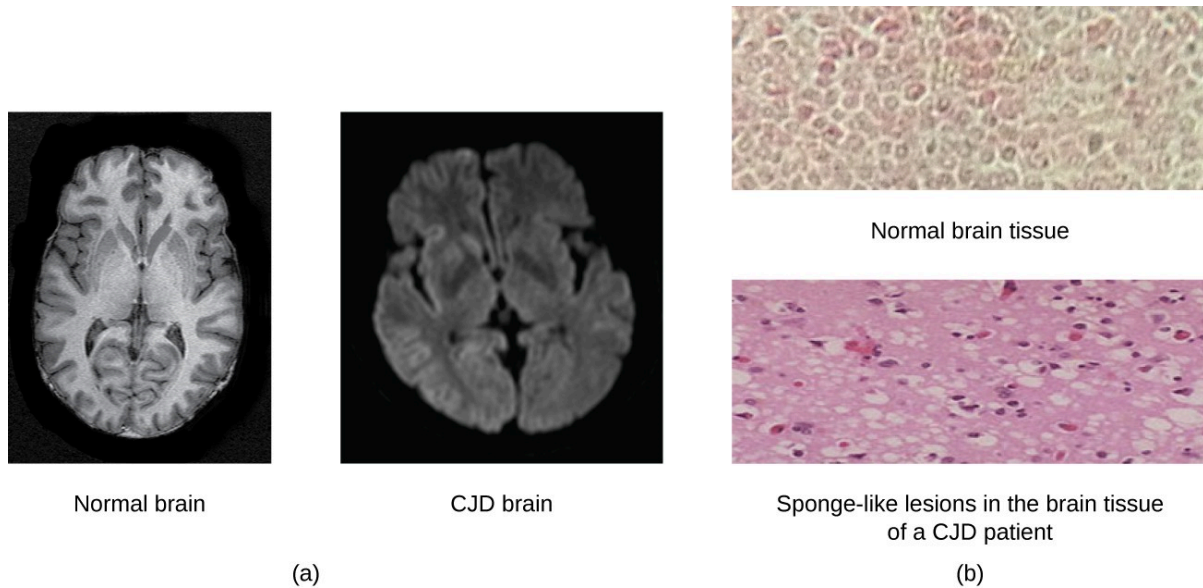 Normal brain
CJD brain
(a)
Normal brain tissue
Sponge-like lesions in the brain tissue
of a CJD patient
(b)